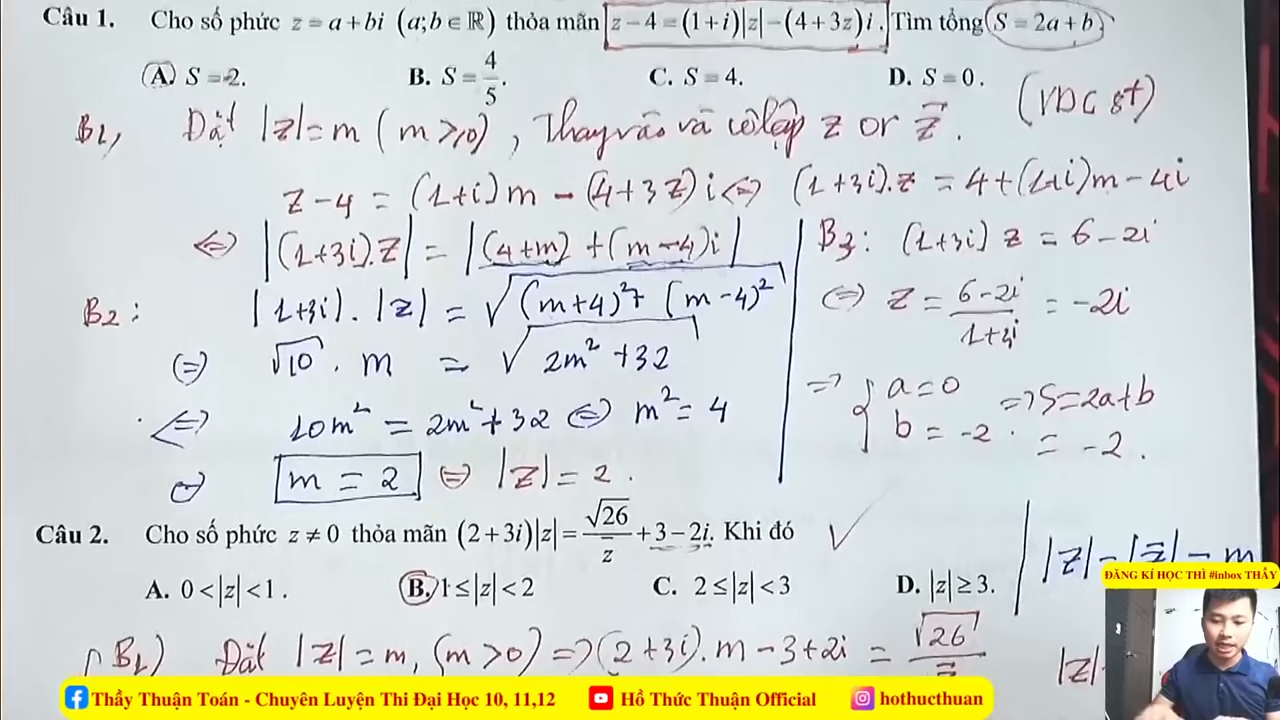 Câu 1. Cho số phức z = a + bi (a; b ∈ ℝ) thỏa mãn z − 4 = (1 + i)|z| − (4 + 3z)i . Tìm tổng S = 2a + b .
A. S = -2. B. S = 4/5. C. S = 4. D. S = 0.
(VDC 8+)
B1, Đặt |z| = m (m ≥ 0), Thay vào và cô lập z or z̄.
z − 4 = (1+i)m − (4+3z)i ⇔ (1+3i).z = 4 + (1+i)m − 4i
⇔ |(1+3i).z| = |(4+m) + (m−4)i|
B2: |1+3i|.|z| = √((m+4)² + (m−4)²)
⇔ √10 . m = √(2m² + 32)
⇔ 10m² = 2m² + 32 ⇔ m² = 4
⇔ m = 2 ⇔ |z| = 2.
B3: (1+3i) z = 6 − 2i
⇔ z = (6−2i)/(1+3i) = −2i
⇒ { a = 0
b = −2.
⇒ S = 2a + b
= −2.
Câu 2. Cho số phức z ≠ 0 thỏa mãn (2 + 3i)|z| = √26/z̄ + 3 − 2i. Khi đó
A. 0 < |z| < 1. B. 1 ≤ |z| < 2 C. 2 ≤ |z| < 3 D. |z| ≥ 3.
|z| = |z̄| = m
B1) Đặt |z| = m, (m > 0) ⇒ (2+3i).m − 3 + 2i = √26/z̄
|z|
ĐĂNG KÍ HỌC THÌ #inbox THẦY
Thầy Thuận Toán - Chuyên Luyện Thi Đại Học 10, 11,12 Hồ Thức Thuận Official hothucthuan